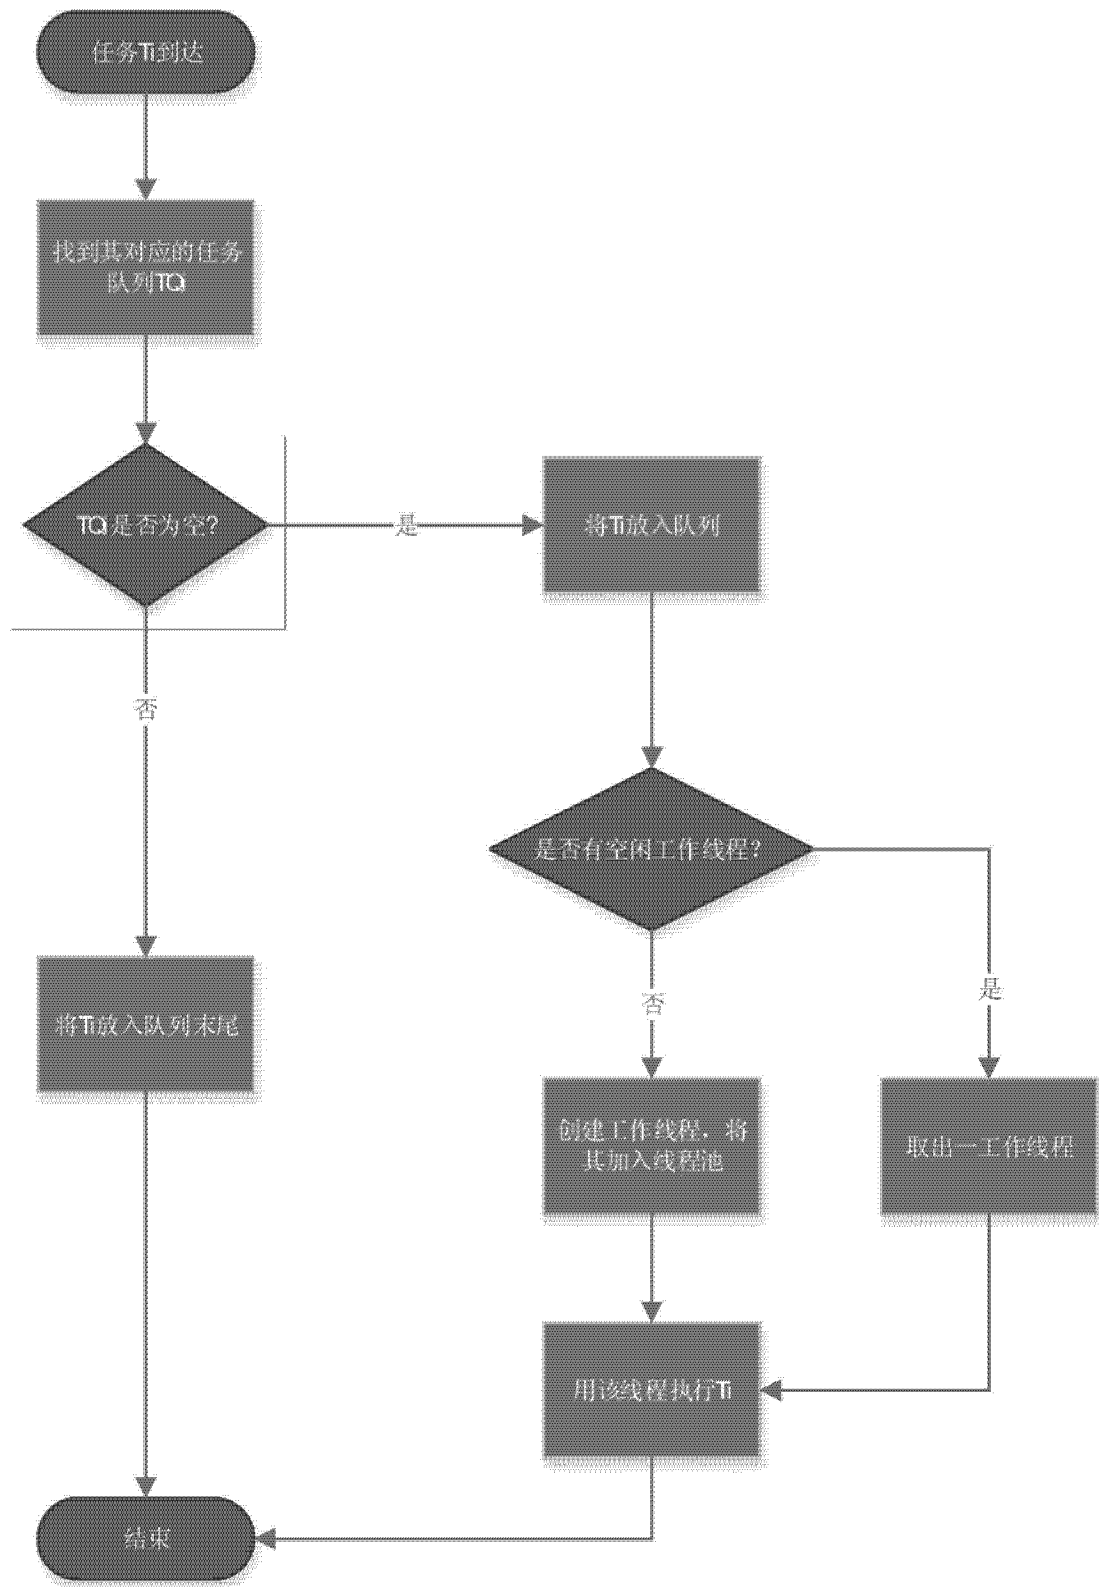 任务Ti到达
找到其对应的任务
队列TQi
TQi是否为空?
是
将Ti放入队列
否
是否有空闲工作线程?
否
是
将Ti放入队列末尾
创建工作线程，将
其加入线程池
取出一工作线程
用该线程执行Ti
结束